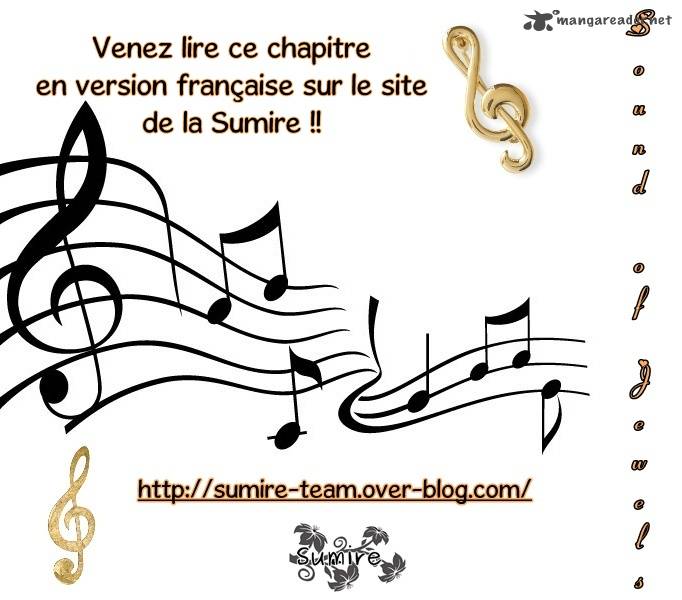 mangareader.net
Venez lire ce chapitre
en version française sur le site
de la Sumire !!
Sound of Jewels
http://sumire-team.over-blog.com/
Sumire